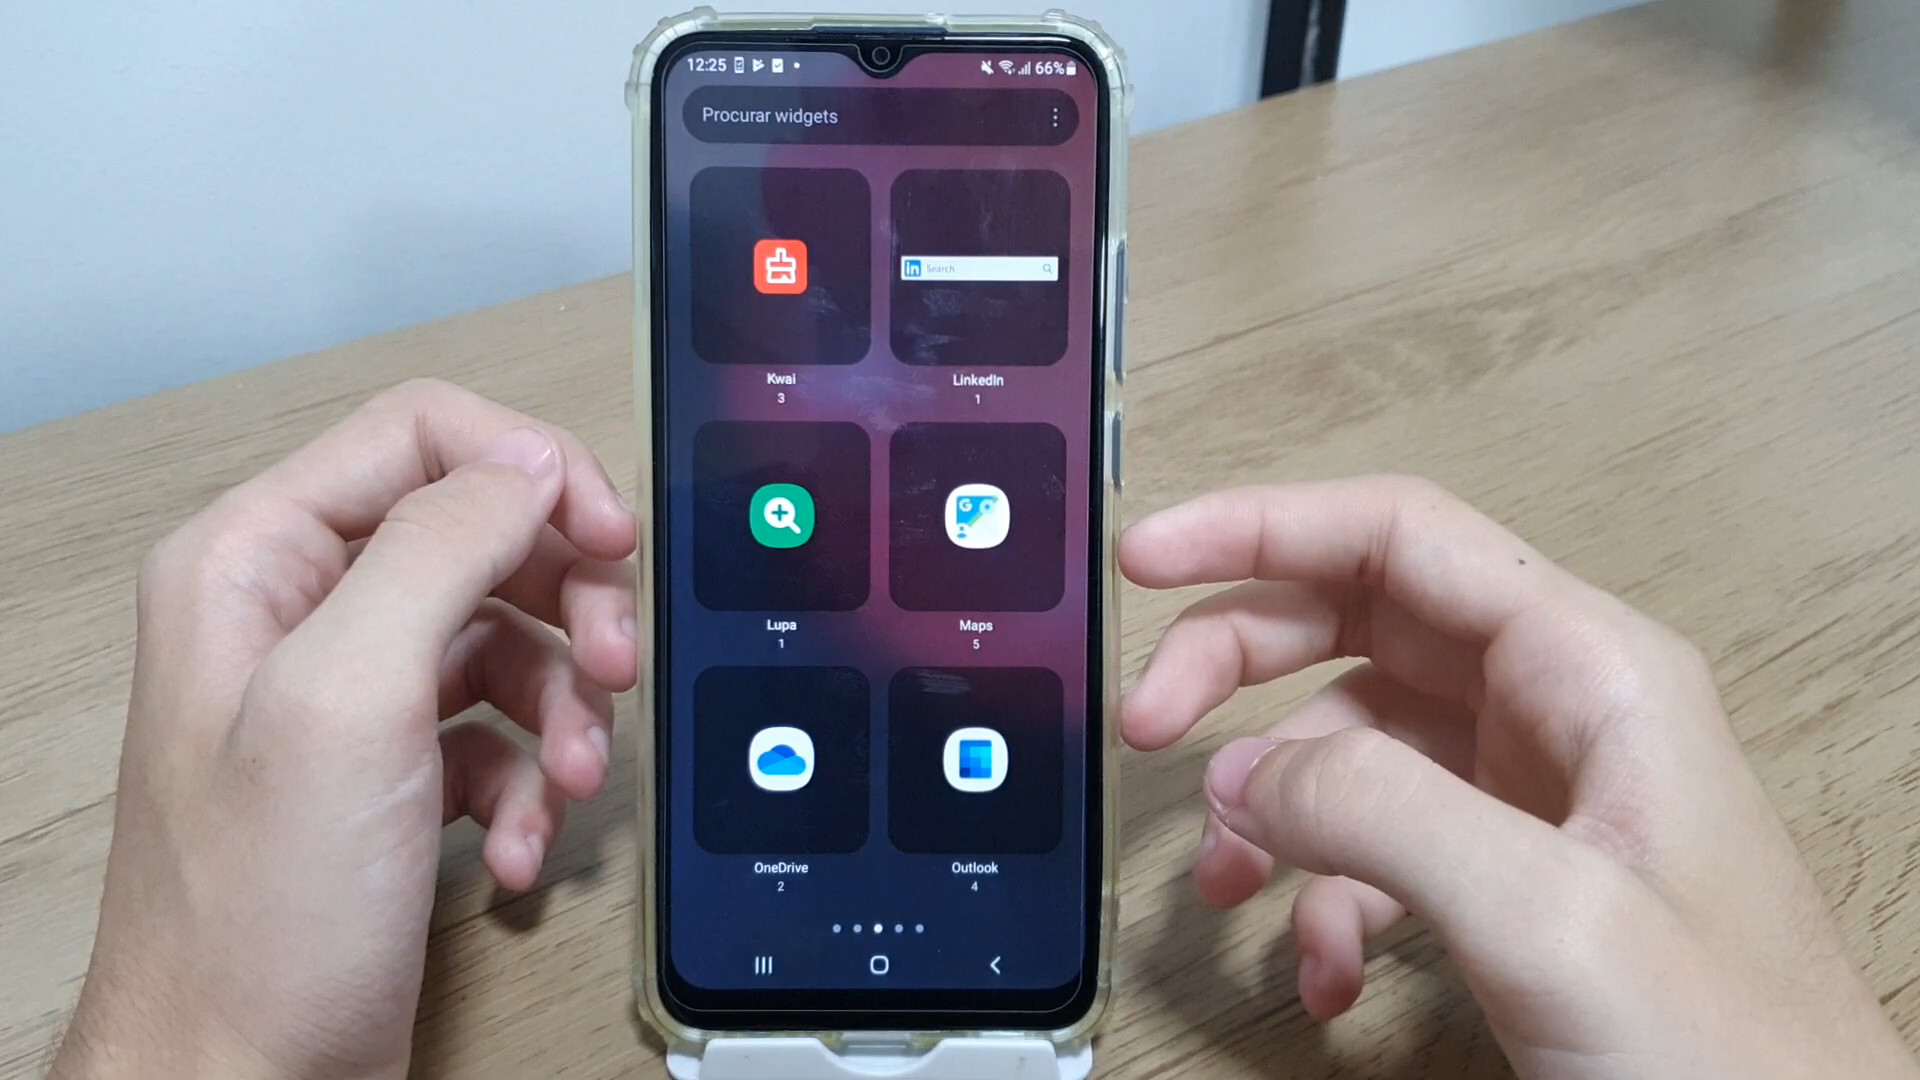 12:25
66%
Procurar widgets
in Search
Kwai
3
LinkedIn
1
G
Lupa
1
Maps
5
OneDrive
2
Outlook
4